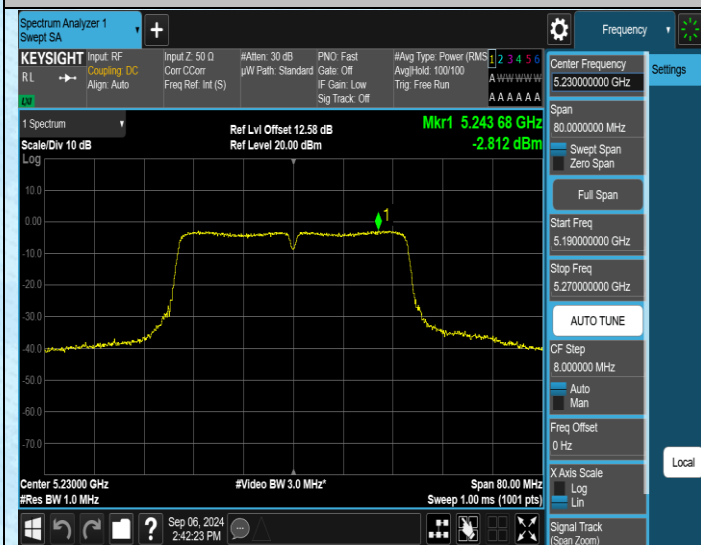 Spectrum Analyzer 1
Swept SA
Frequency
KEYSIGHT
RL
Input: RF
Coupling: DC
Align: Auto
Input Z: 50 Ω
Corr CCorr
Freq Ref: Int (S)
#Atten: 30 dB
µW Path: Standard
PNO: Fast
Gate: Off
IF Gain: Low
Sig Track: Off
#Avg Type: Power (RMS
Avg|Hold: 100/100
Trig: Free Run
1 2 3 4 5 6
A W W W W W
A A A A A A
1 Spectrum
Scale/Div 10 dB
Ref Lvl Offset 12.58 dB
Ref Level 20.00 dBm
Mkr1 5.243 68 GHz
-2.812 dBm
Log
10.0
0.00
-10.0
-20.0
-30.0
-40.0
-50.0
-60.0
-70.0
1
Center 5.23000 GHz
#Res BW 1.0 MHz
#Video BW 3.0 MHz*
Span 80.00 MHz
Sweep 1.00 ms (1001 pts)
Sep 06, 2024
2:42:23 PM
?
Center Frequency
5.230000000 GHz
Span
80.0000000 MHz
Swept Span
Zero Span
Full Span
Start Freq
5.190000000 GHz
Stop Freq
5.270000000 GHz
AUTO TUNE
CF Step
8.000000 MHz
Auto
Man
Freq Offset
0 Hz
X Axis Scale
Log
Lin
Signal Track
(Span Zoom)
Settings
Local